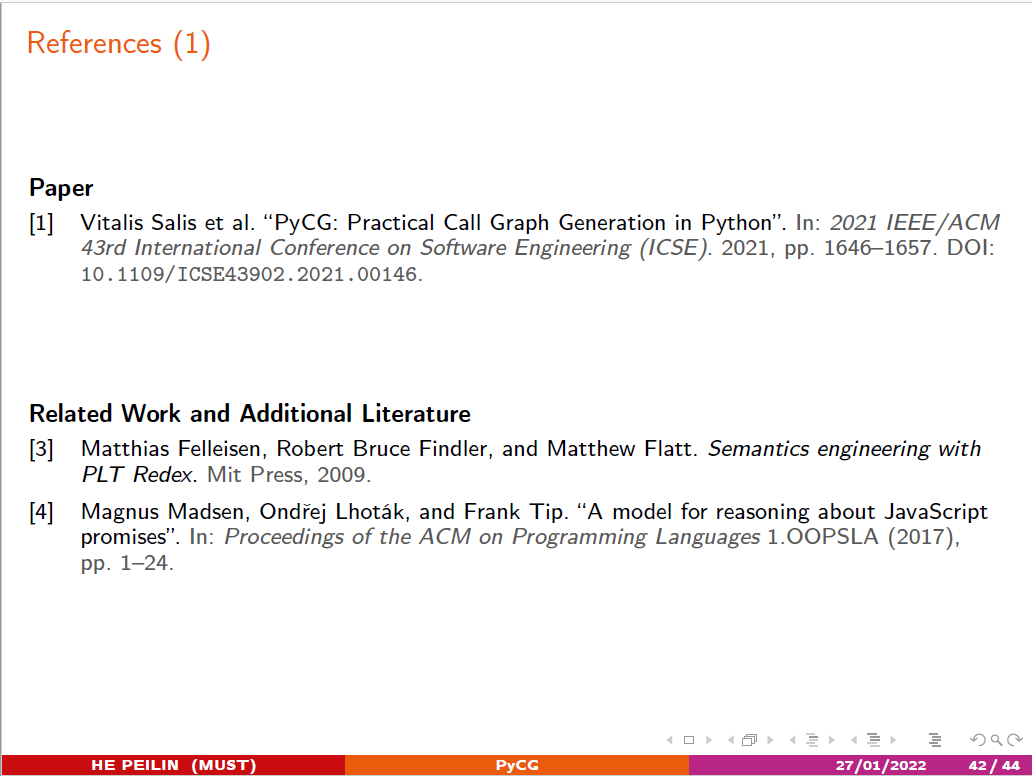 References (1)
Paper
[1] Vitalis Salis et al. “PyCG: Practical Call Graph Generation in Python”. In: 2021 IEEE/ACM
43rd International Conference on Software Engineering (ICSE). 2021, pp. 1646–1657. DOI:
10.1109/ICSE43902.2021.00146.
Related Work and Additional Literature
[3] Matthias Felleisen, Robert Bruce Findler, and Matthew Flatt. Semantics engineering with
PLT Redex. Mit Press, 2009.
[4] Magnus Madsen, Ondřej Lhoták, and Frank Tip. “A model for reasoning about JavaScript
promises”. In: Proceedings of the ACM on Programming Languages 1.OOPSLA (2017),
pp. 1–24.
HE PEILIN (MUST) PyCG 27/01/2022 42 / 44